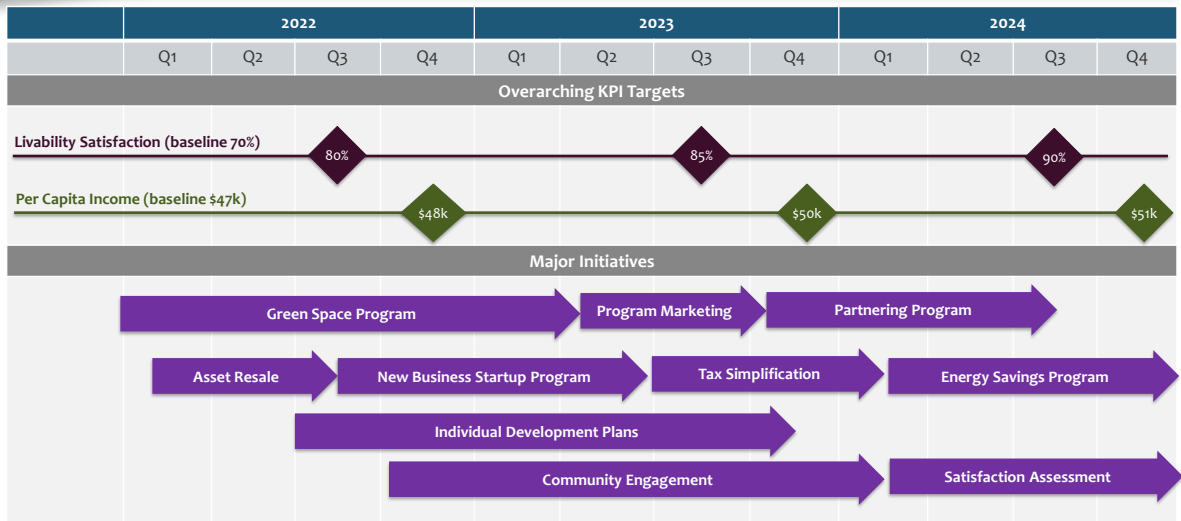 2022 2023 2024
Q1 Q2 Q3 Q4 Q1 Q2 Q3 Q4 Q1 Q2 Q3 Q4
Overarching KPI Targets
Livability Satisfaction (baseline 70%)
80% 85% 90%
Per Capita Income (baseline $47k)
$48k $50k $51k
Major Initiatives
Green Space Program Program Marketing Partnering Program
Asset Resale New Business Startup Program Tax Simplification Energy Savings Program
Individual Development Plans
Community Engagement Satisfaction Assessment